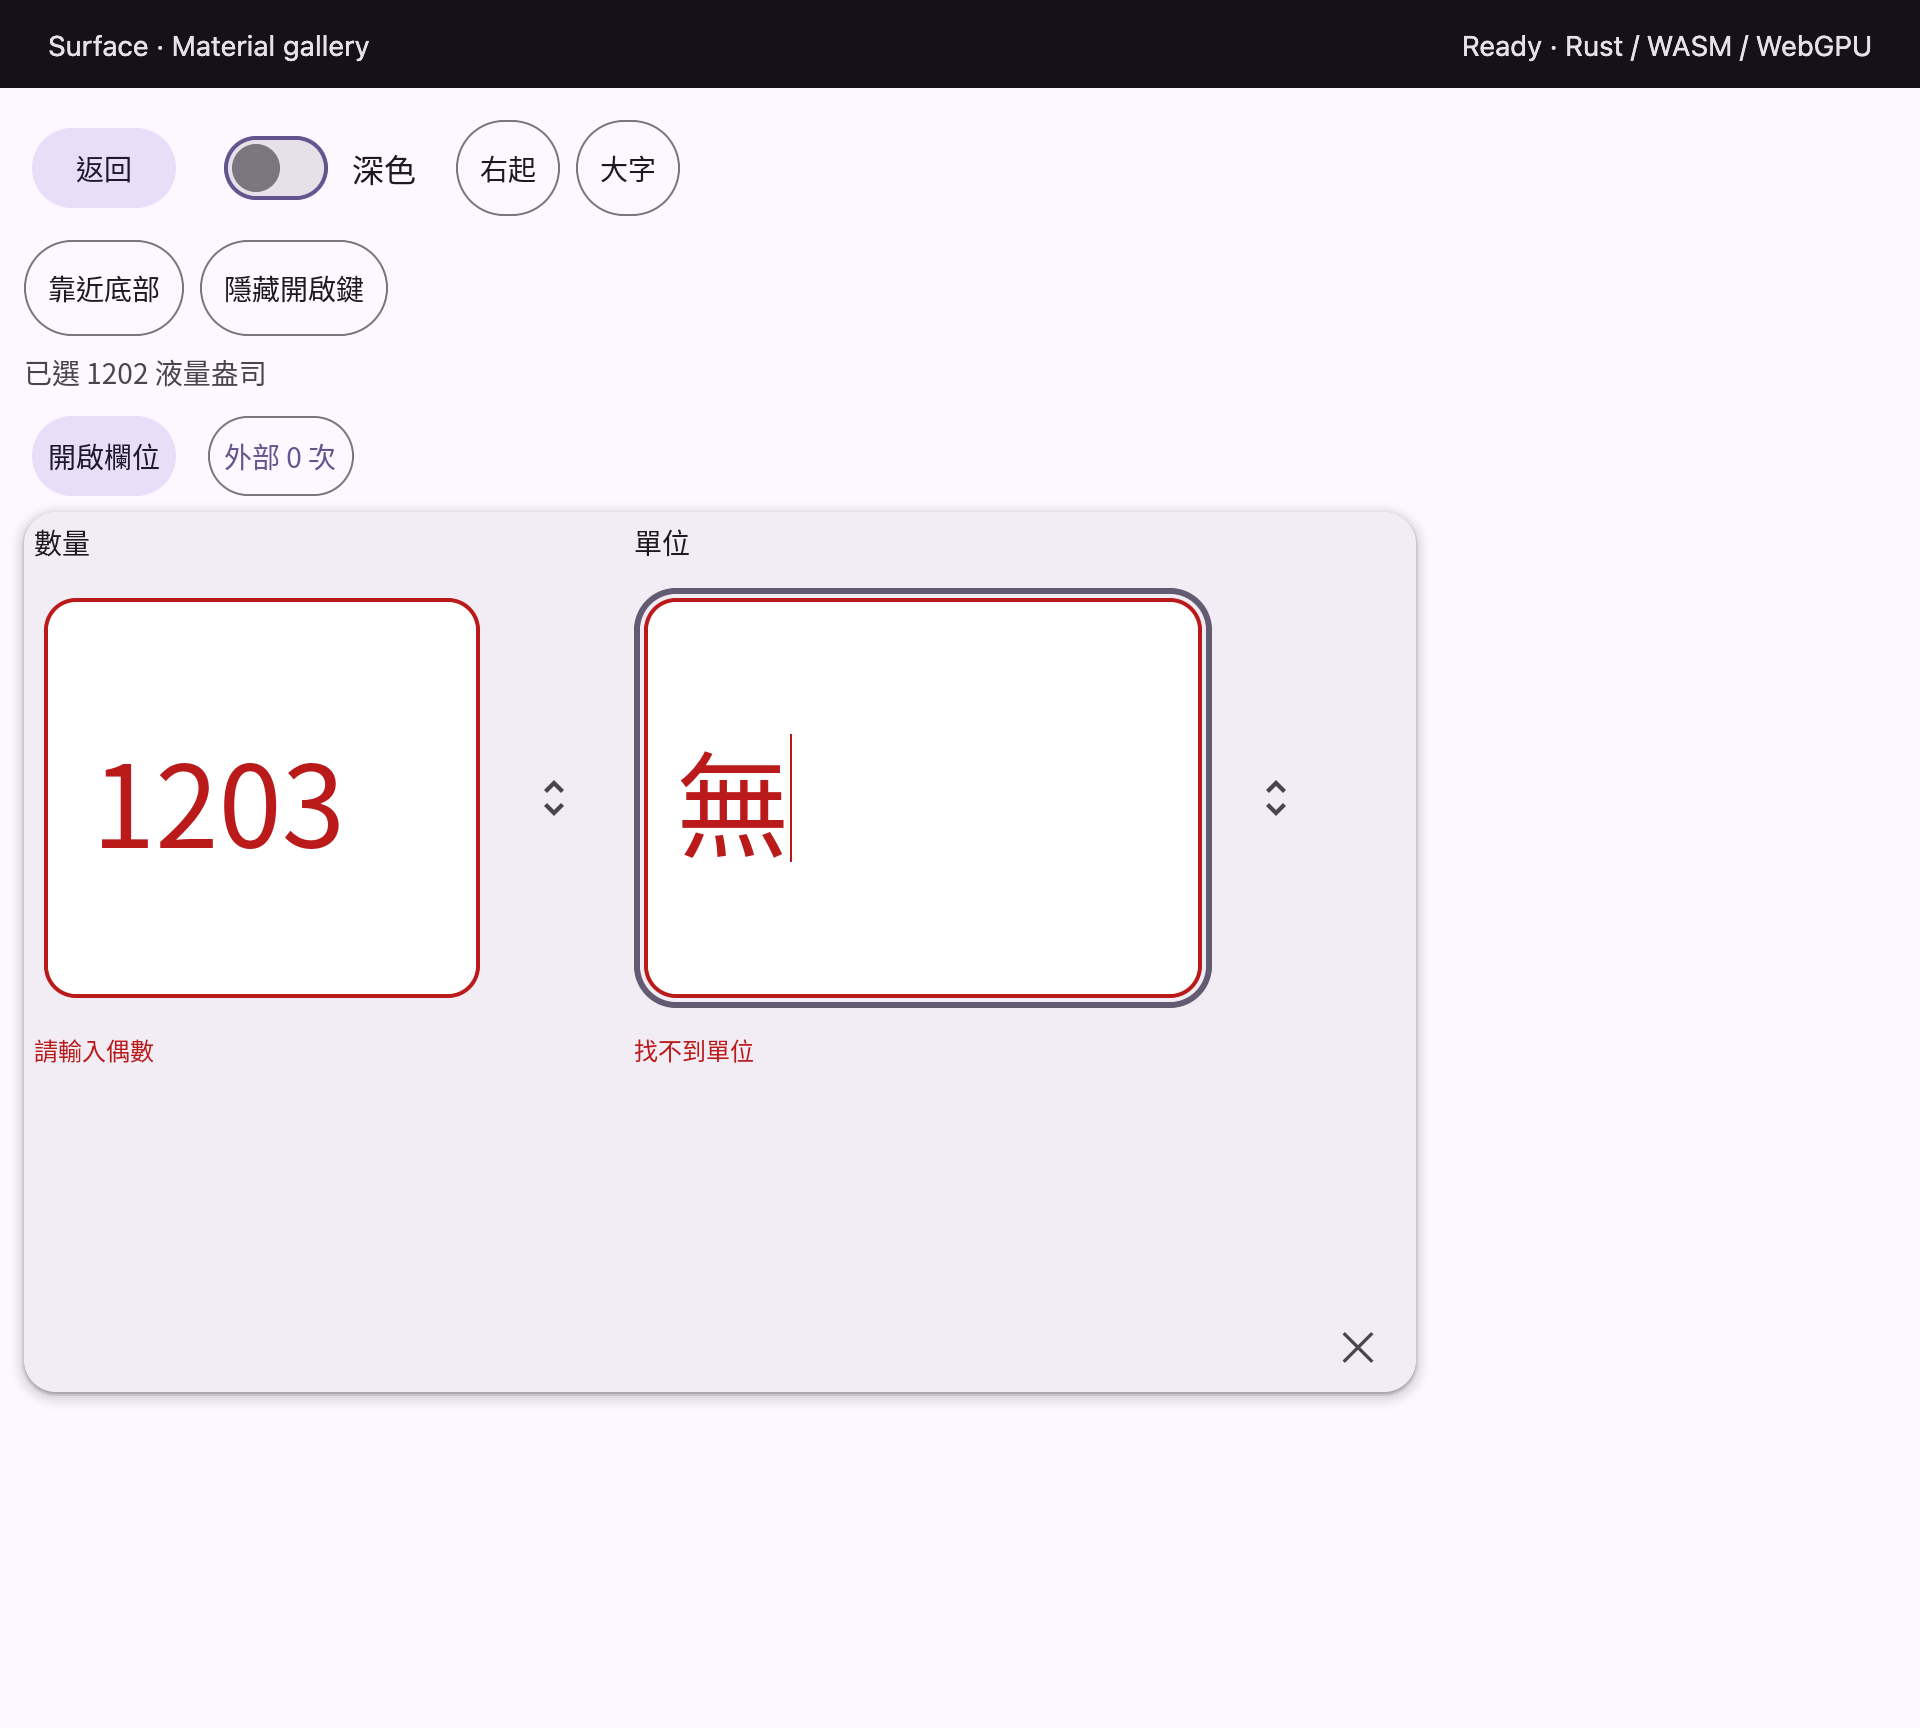 Surface · Material gallery
Ready · Rust / WASM / WebGPU
返回
深色
右起
大字
靠近底部
隱藏開啟鍵
已選 1202 液量盎司
開啟欄位
外部 0 次
數量
單位
1203
無
請輸入偶數
找不到單位